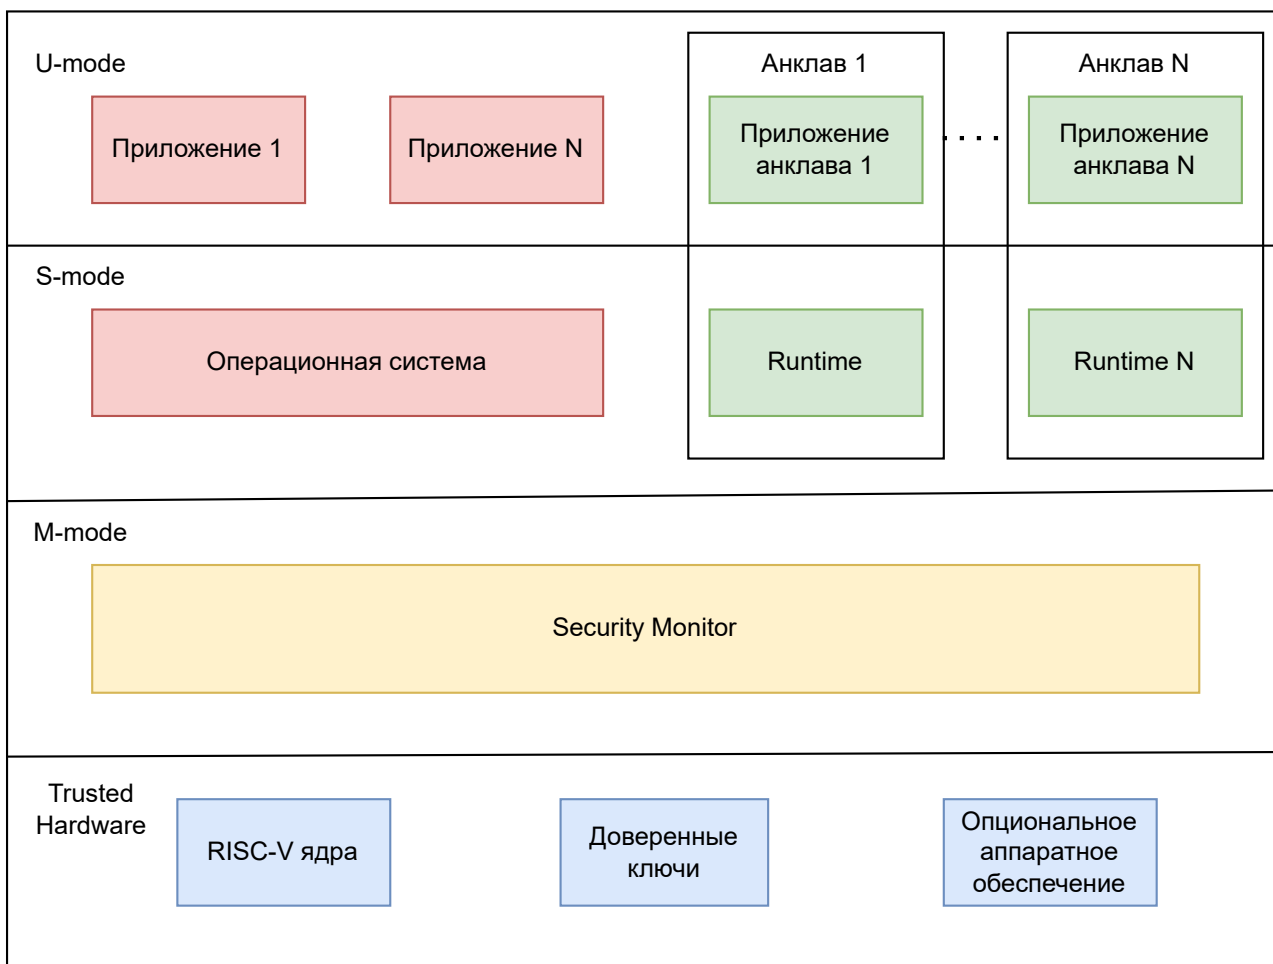 U-mode
Анклав 1
Анклав N
Приложение 1
Приложение N
Приложение
анклава 1
Приложение
анклава N
S-mode
Операционная система
Runtime
Runtime N
M-mode
Security Monitor
Trusted
Hardware
RISC-V ядра
Доверенные
ключи
Опциональное
аппаратное
обеспечение